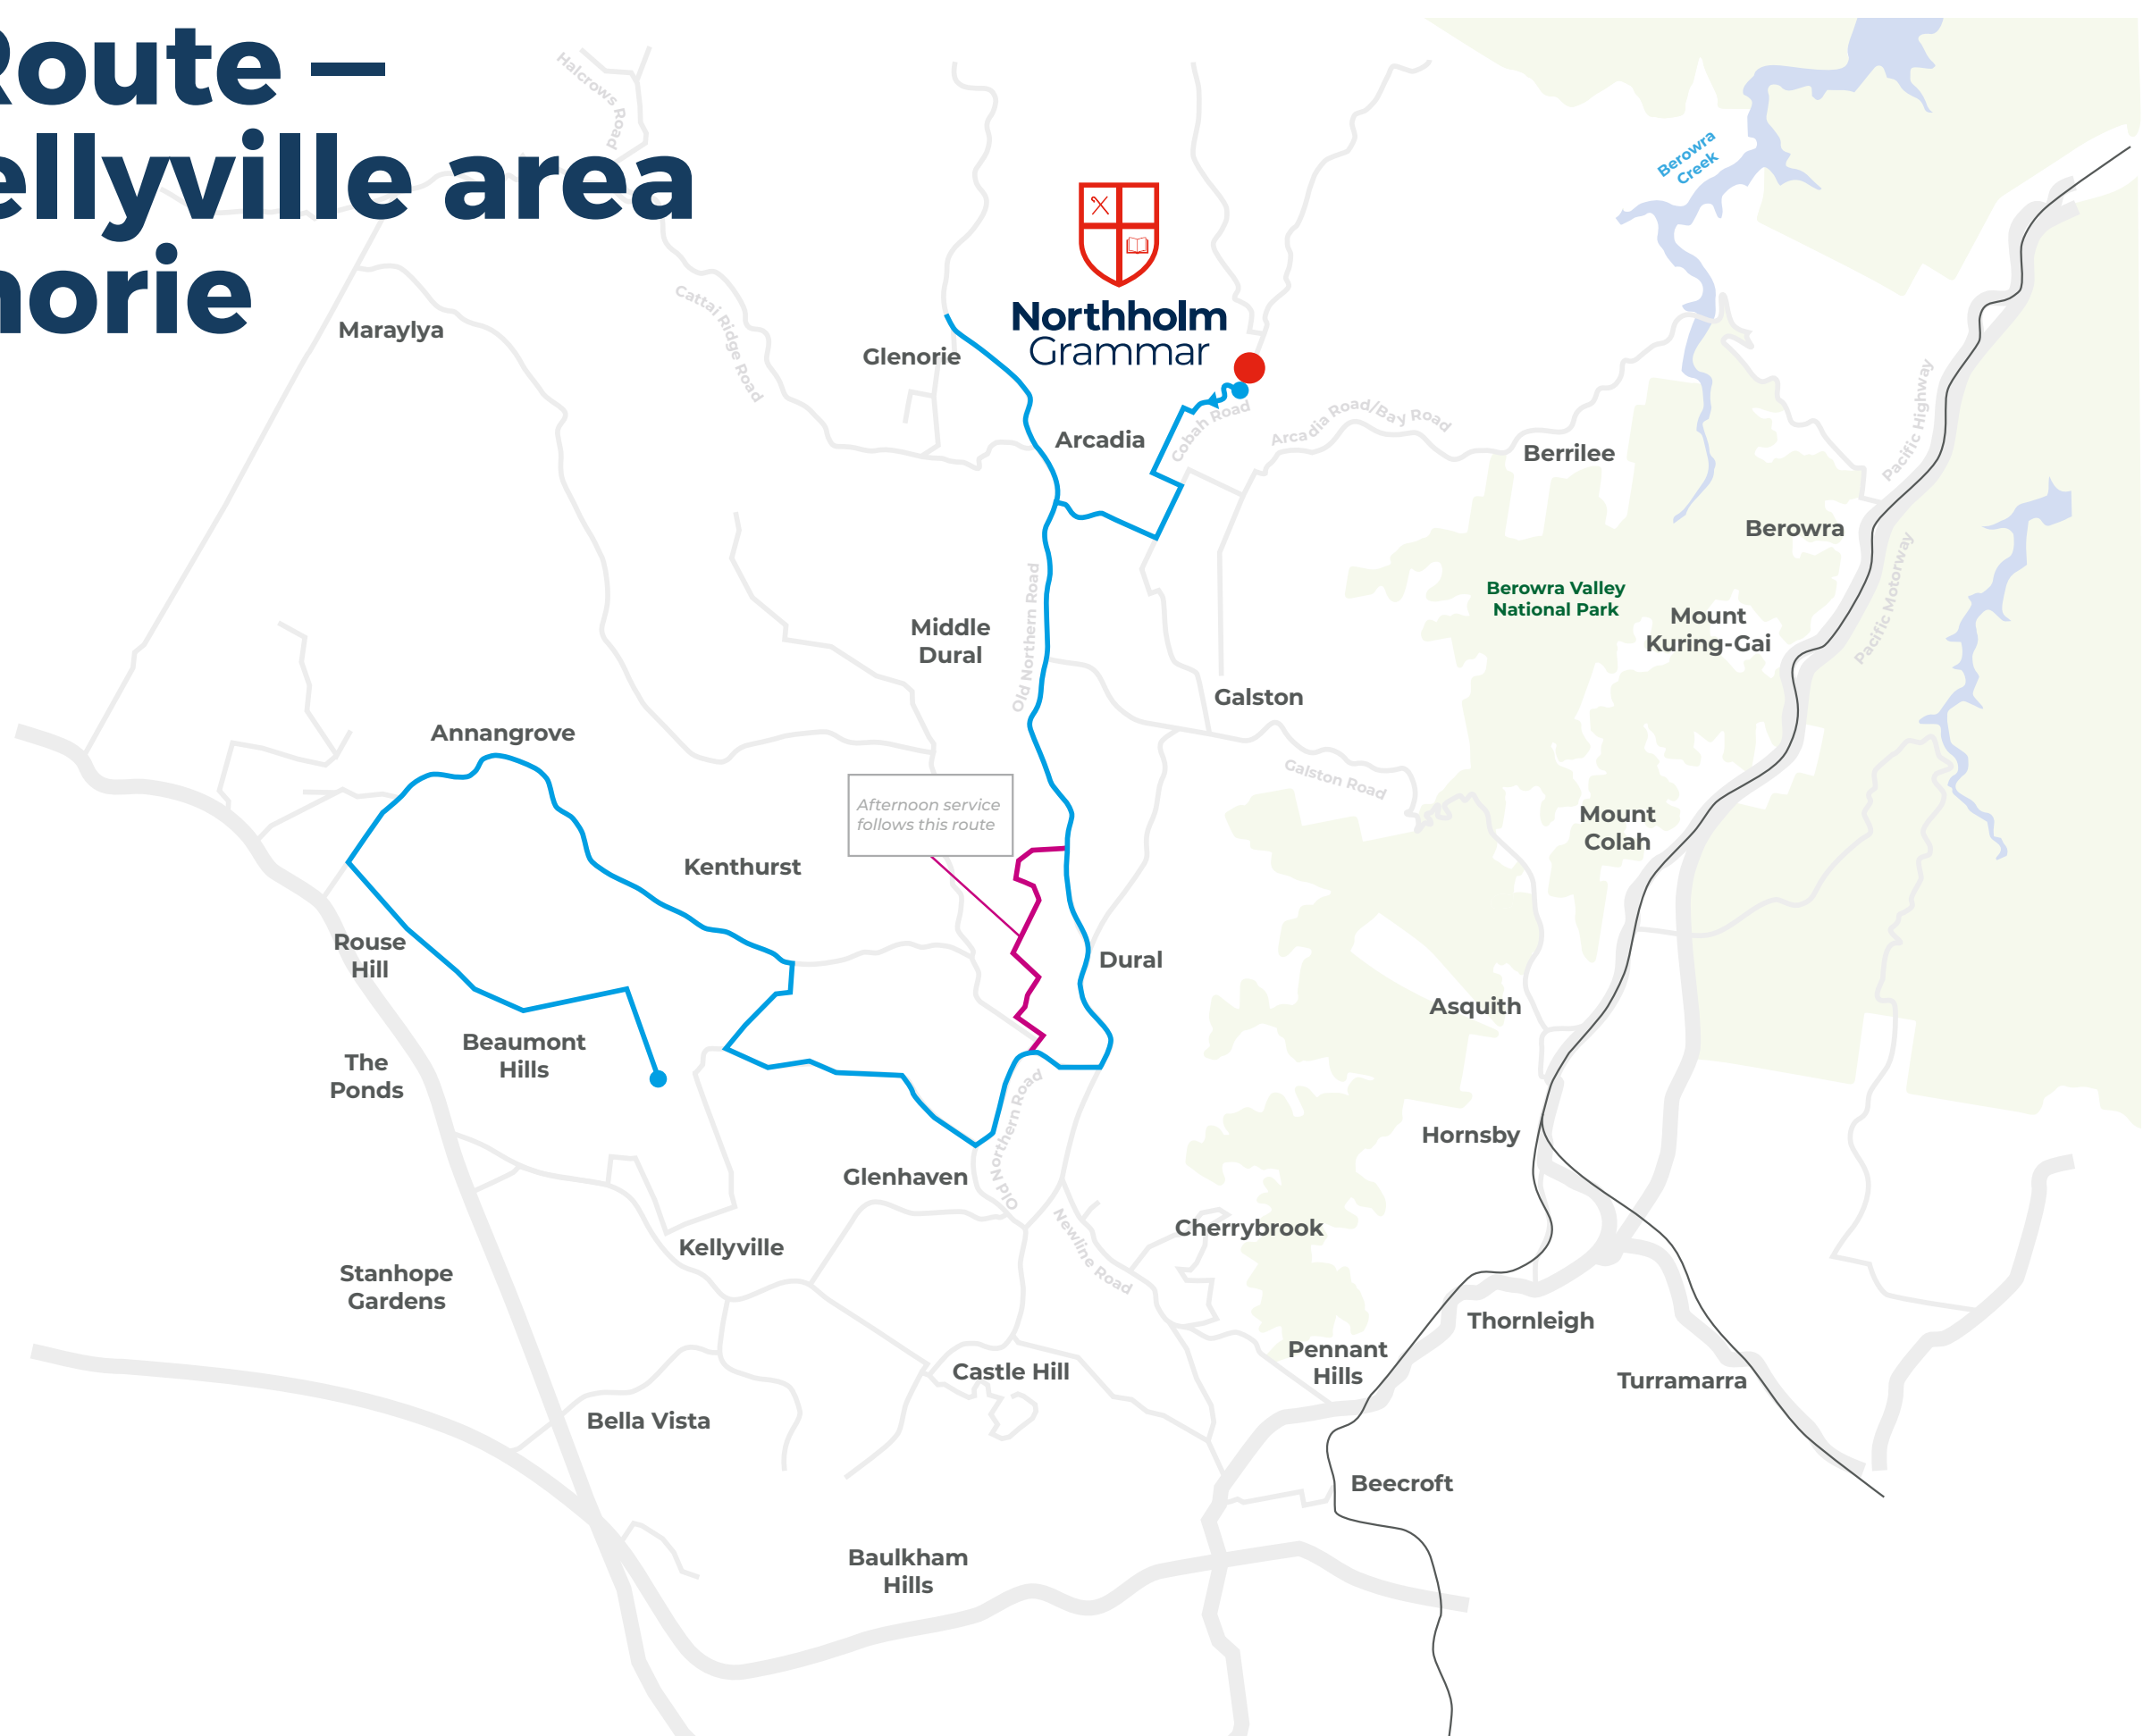 Route —
ellyville area
norie
Halcrows Road
Berowra
Creek
Maraylya
Cattai Ridge Road
Glenorie
Northholm
Grammar
Arcadia
Cobah Road
Arcadia Road/Bay Road
Berrilee
Pacific Highway
Berowra
Berowra Valley
National Park
Mount
Kuring-Gai
Pacific Motorway
Middle
Dural
Old Northern Road
Galston
Annangrove
Galston Road
Afternoon service
follows this route
Mount
Colah
Kenthurst
Rouse
Hill
Dural
Asquith
Beaumont
Hills
The
Ponds
Old Northern Road
Hornsby
Glenhaven
Newline Road
Cherrybrook
Kellyville
Stanhope
Gardens
Thornleigh
Pennant
Hills
Castle Hill
Turramarra
Bella Vista
Beecroft
Baulkham
Hills